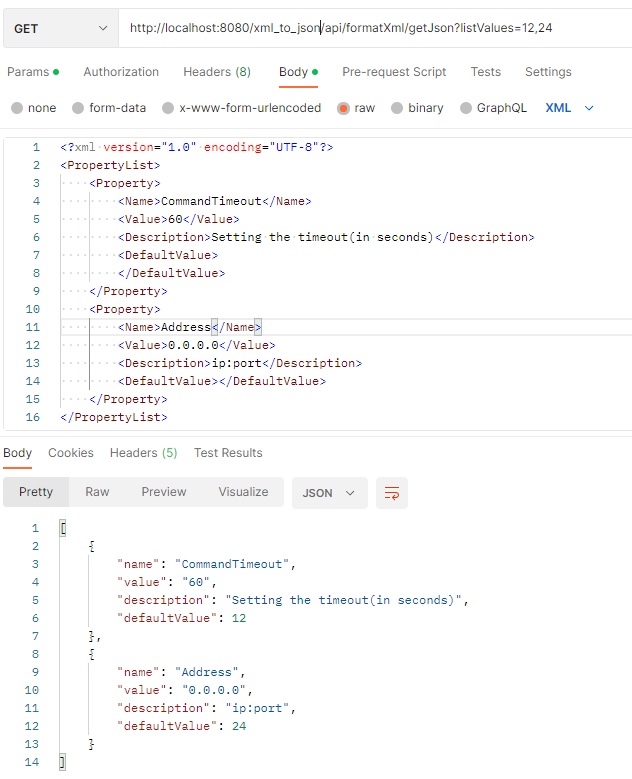 GET http://localhost:8080/xml_to_json/api/formatXml/getJson?listValues=12,24
Params Authorization Headers (8) Body Pre-request Script Tests Settings
none form-data x-www-form-urlencoded raw binary GraphQL XML
1 <?xml version="1.0" encoding="UTF-8"?>
2 <PropertyList>
3 <Property>
4 <Name>CommandTimeout</Name>
5 <Value>60</Value>
6 <Description>Setting the timeout(in seconds)</Description>
7 <DefaultValue>
8 </DefaultValue>
9 </Property>
10 <Property>
11 <Name>Address</Name>
12 <Value>0.0.0.0</Value>
13 <Description>ip:port</Description>
14 <DefaultValue></DefaultValue>
15 </Property>
16 </PropertyList>
Body Cookies Headers (5) Test Results
Pretty Raw Preview Visualize JSON
1 [
2 {
3 "name": "CommandTimeout",
4 "value": "60",
5 "description": "Setting the timeout(in seconds)",
6 "defaultValue": 12
7 },
8 {
9 "name": "Address",
10 "value": "0.0.0.0",
11 "description": "ip:port",
12 "defaultValue": 24
13 }
14 ]